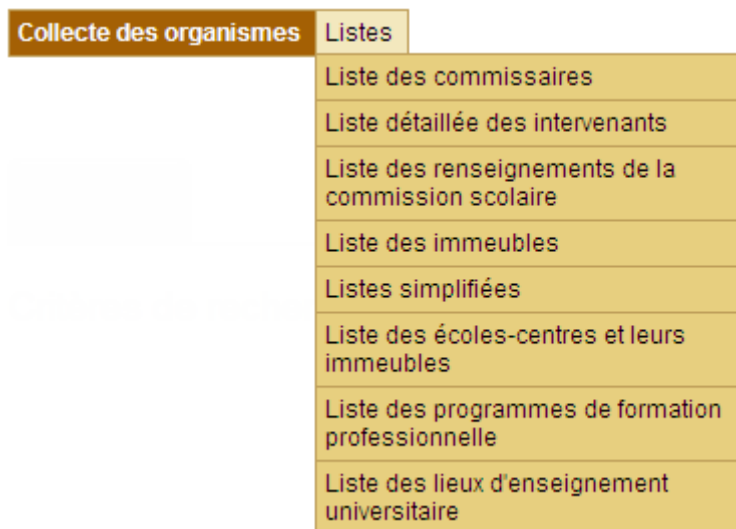 Collecte des organismes Listes
Liste des commissaires
Liste détaillée des intervenants
Liste des renseignements de la
commission scolaire
Liste des immeubles
Listes simplifiées
Liste des écoles-centres et leurs
immeubles
Liste des programmes de formation
professionnelle
Liste des lieux d'enseignement
universitaire